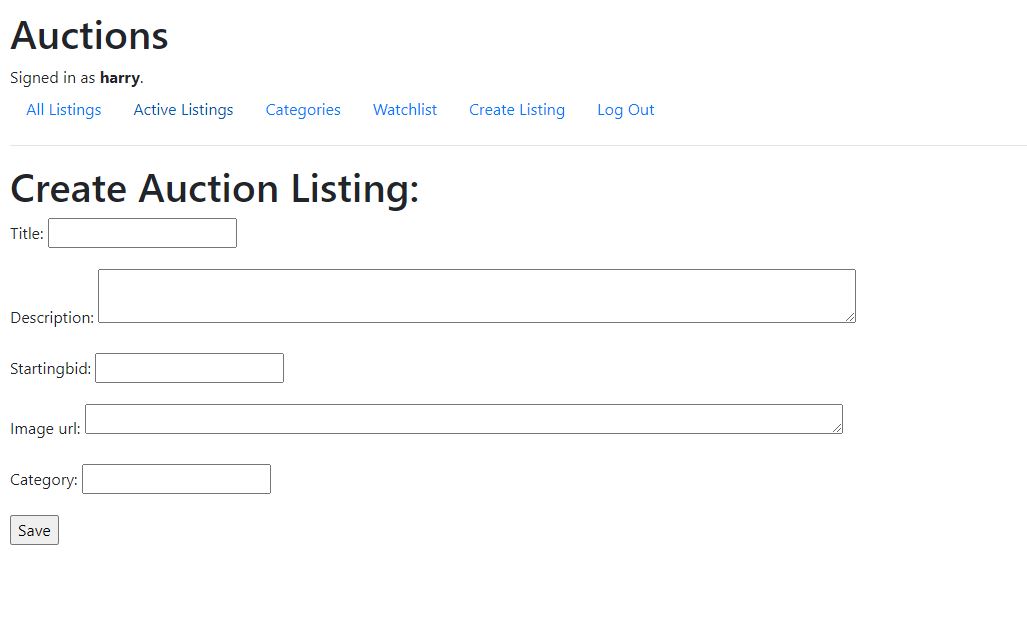 Auctions
Signed in as harry.
All Listings Active Listings Categories Watchlist Create Listing Log Out
Create Auction Listing:
Title:
Description:
Startingbid:
Image url:
Category:
Save